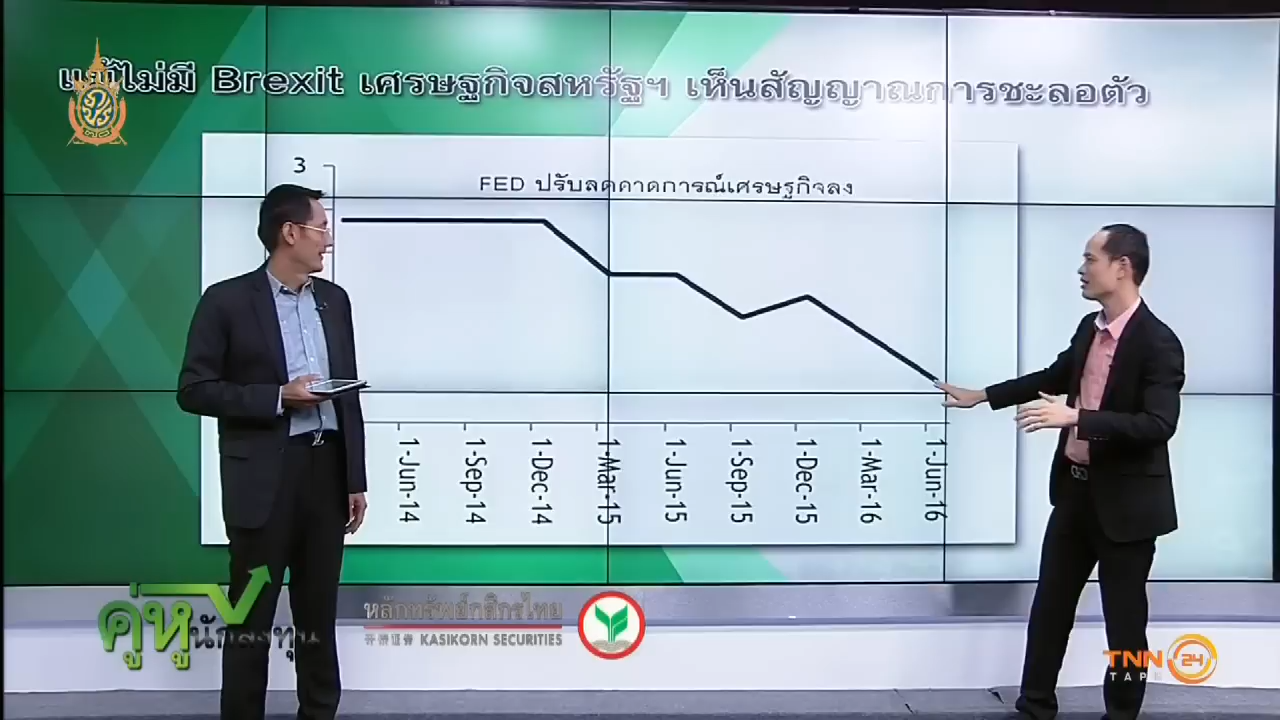 แม้ไม่มี Brexit เศรษฐกิจสหรัฐฯ เห็นสัญญาณการชะลอตัว
3
FED ปรับลดคาดการณ์เศรษฐกิจลง
1-Jun-14
1-Sep-14
1-Dec-14
1-Mar-15
1-Jun-15
1-Sep-15
1-Dec-15
1-Mar-16
1-Jun-16
คู่หู
นักลงทุน
หลักทรัพย์กสิกรไทย
KASIKORN SECURITIES
TNN 24
TAPE